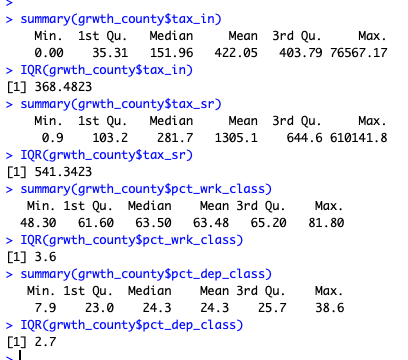 >
> summary(grwth_county$tax_in)
    Min.  1st Qu.   Median     Mean  3rd Qu.     Max.
    0.00    35.31   151.96   422.05   403.79 76567.17
> IQR(grwth_county$tax_in)
[1] 368.4823
> summary(grwth_county$tax_sr)
    Min.  1st Qu.   Median     Mean  3rd Qu.     Max.
     0.9    103.2    281.7   1305.1    644.6 610141.8
> IQR(grwth_county$tax_sr)
[1] 541.3423
> summary(grwth_county$pct_wrk_class)
   Min. 1st Qu.  Median    Mean 3rd Qu.    Max.
  48.30   61.60   63.50   63.48   65.20   81.80
> IQR(grwth_county$pct_wrk_class)
[1] 3.6
> summary(grwth_county$pct_dep_class)
   Min. 1st Qu.  Median    Mean 3rd Qu.    Max.
    7.9    23.0    24.3    24.3    25.7    38.6
> IQR(grwth_county$pct_dep_class)
[1] 2.7
>